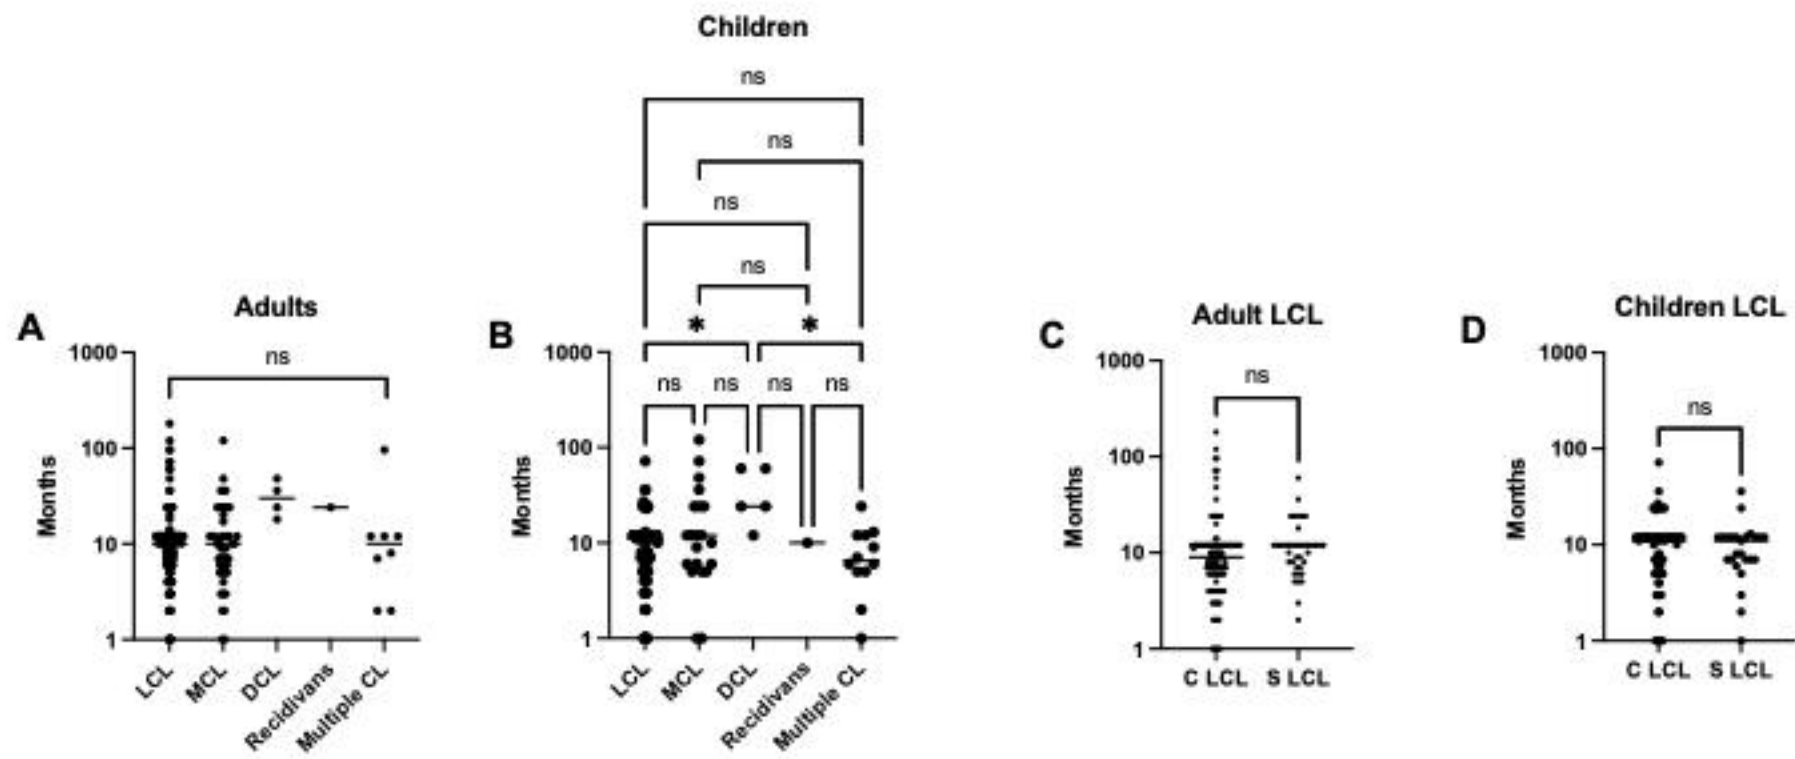 A
Adults
ns
Months
1000
100
10
1
LCL
MCL
DCL
Recidivans
Multiple CL
B
Children
ns
ns
ns
ns
*
*
ns
ns
ns
ns
Months
1000
100
10
1
LCL
MCL
DCL
Recidivans
Multiple CL
C
Adult LCL
ns
Months
1000
100
10
1
C LCL
S LCL
D
Children LCL
ns
Months
1000
100
10
1
C LCL
S LCL